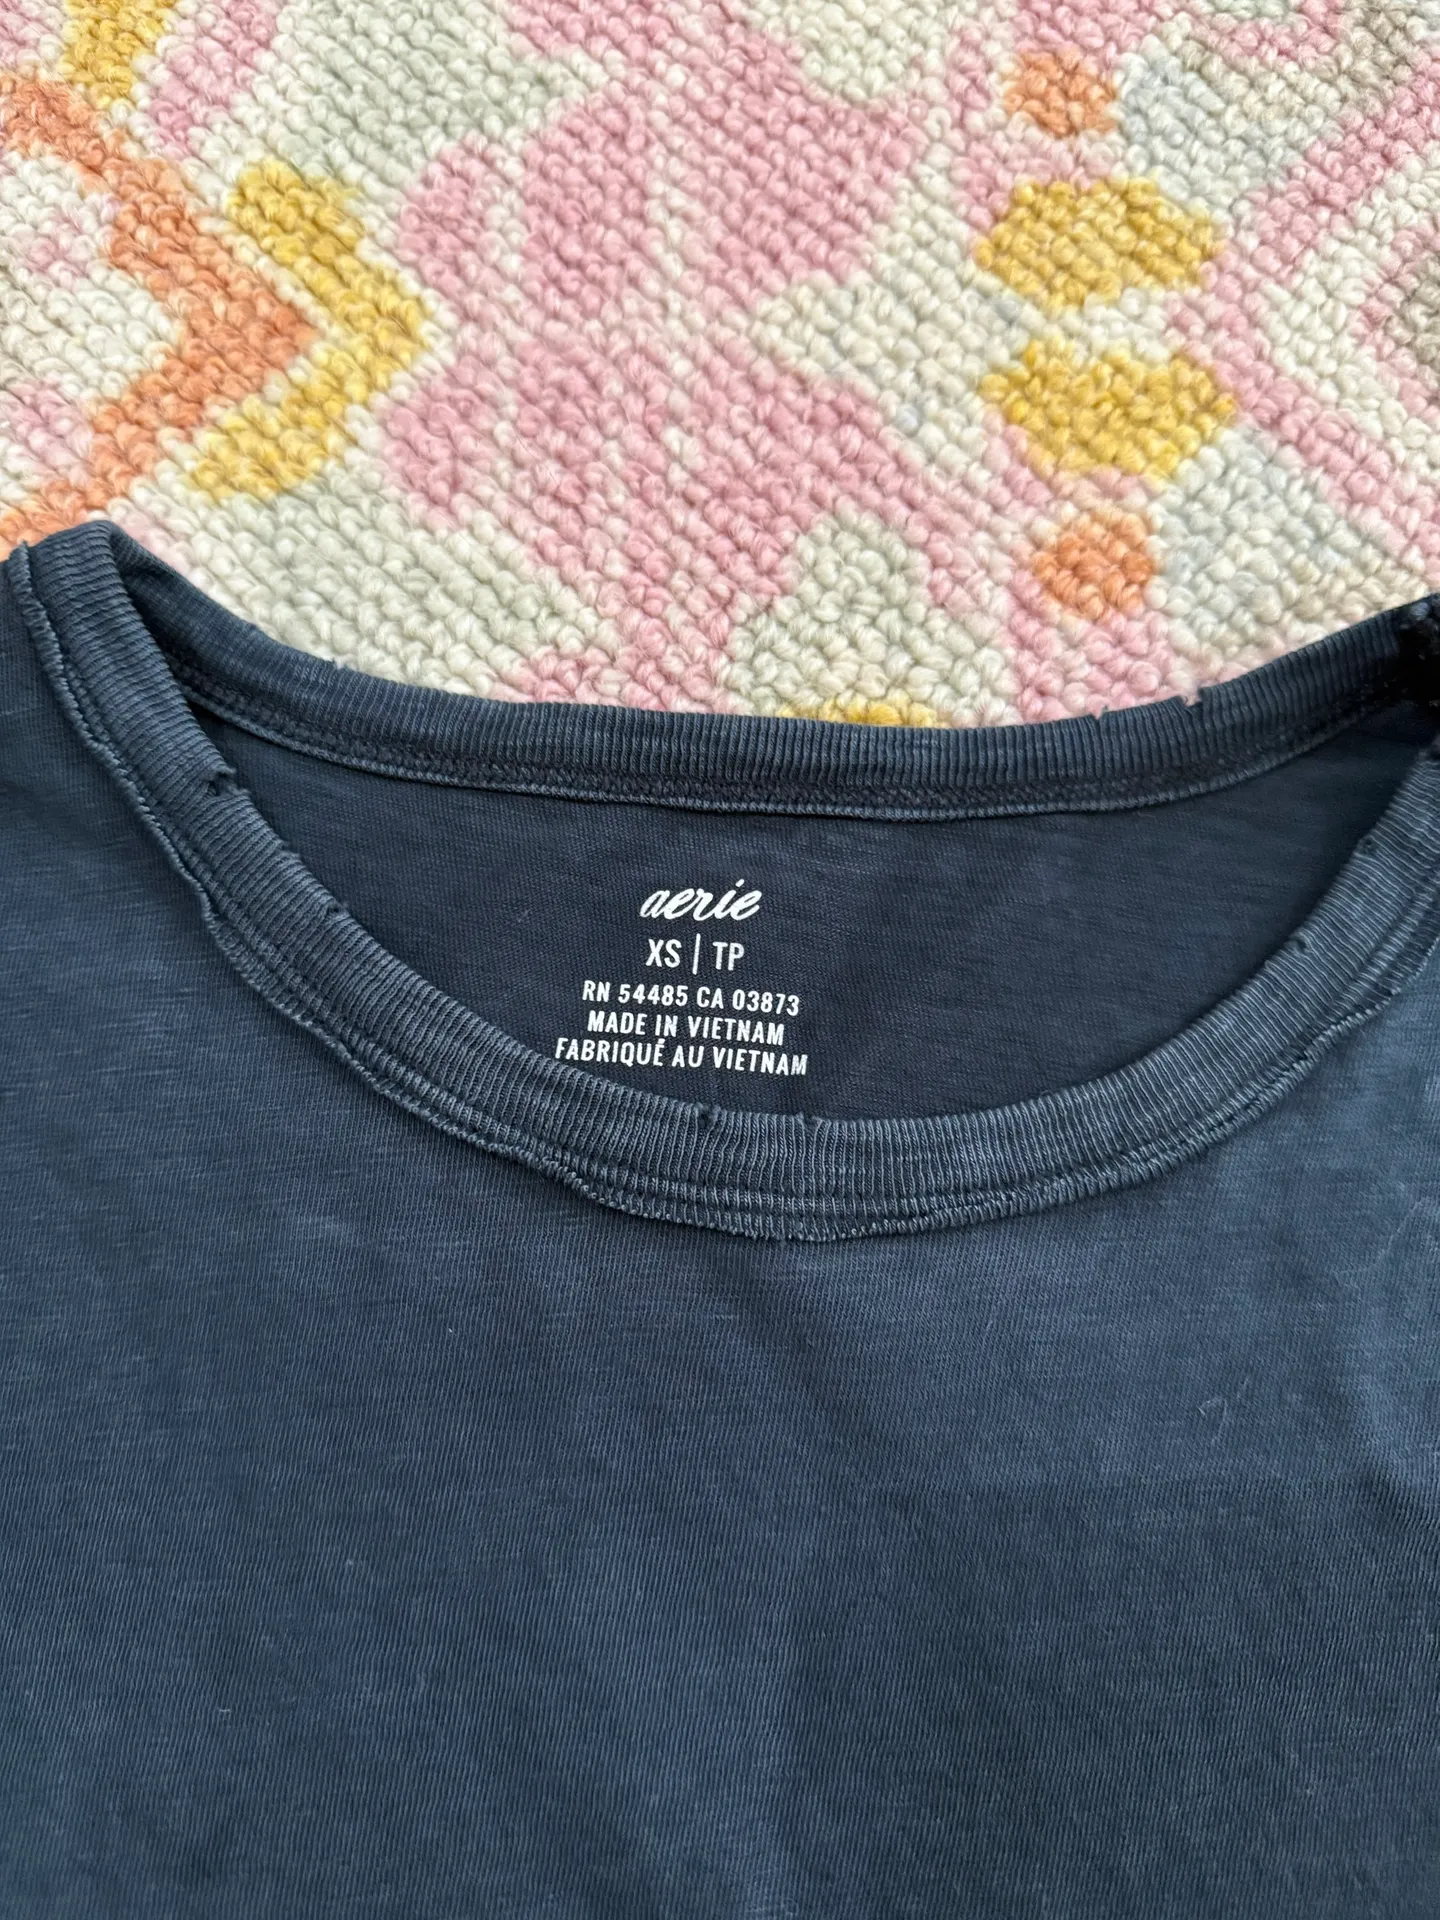 aerie
XS | TP
RN 54485 CA 03873
MADE IN VIETNAM
FABRIQUÉ AU VIETNAM